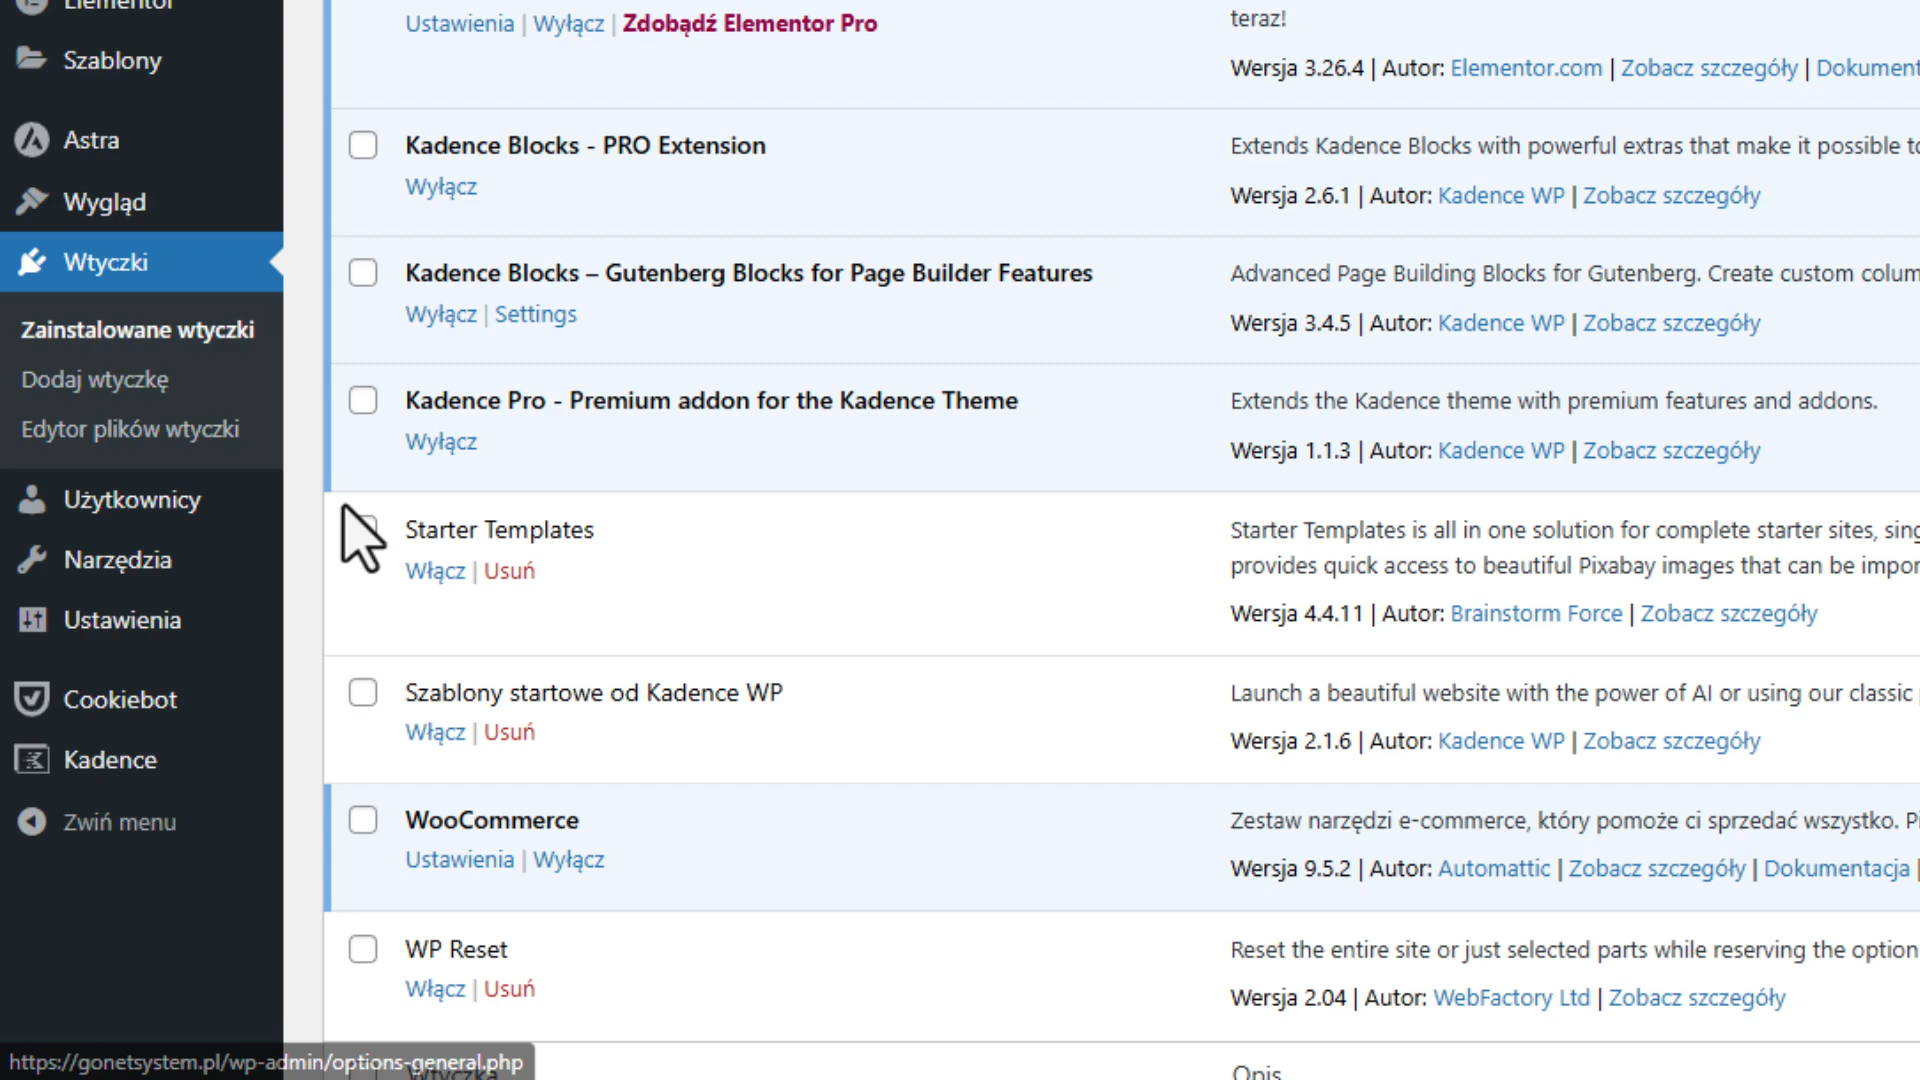 Elementor
Szablony
Astra
Wygląd
Wtyczki
Zainstalowane wtyczki
Dodaj wtyczkę
Edytor plików wtyczki
Użytkownicy
Narzędzia
Ustawienia
Cookiebot
Kadence
Zwiń menu
https://gonetsystem.pl/wp-admin/options-general.php
Ustawienia | Wyłącz | Zdobądź Elementor Pro
teraz!
Wersja 3.26.4 | Autor: Elementor.com | Zobacz szczegóły | Dokument
Kadence Blocks - PRO Extension
Wyłącz
Extends Kadence Blocks with powerful extras that make it possible to
Wersja 2.6.1 | Autor: Kadence WP | Zobacz szczegóły
Kadence Blocks – Gutenberg Blocks for Page Builder Features
Wyłącz | Settings
Advanced Page Building Blocks for Gutenberg. Create custom colum
Wersja 3.4.5 | Autor: Kadence WP | Zobacz szczegóły
Kadence Pro - Premium addon for the Kadence Theme
Wyłącz
Extends the Kadence theme with premium features and addons.
Wersja 1.1.3 | Autor: Kadence WP | Zobacz szczegóły
Starter Templates
Włącz | Usuń
Starter Templates is all in one solution for complete starter sites, sing
provides quick access to beautiful Pixabay images that can be impor
Wersja 4.4.11 | Autor: Brainstorm Force | Zobacz szczegóły
Szablony startowe od Kadence WP
Włącz | Usuń
Launch a beautiful website with the power of AI or using our classic
Wersja 2.1.6 | Autor: Kadence WP | Zobacz szczegóły
WooCommerce
Ustawienia | Wyłącz
Zestaw narzędzi e-commerce, który pomoże ci sprzedać wszystko. Pi
Wersja 9.5.2 | Autor: Automattic | Zobacz szczegóły | Dokumentacja |
WP Reset
Włącz | Usuń
Reset the entire site or just selected parts while reserving the option
Wersja 2.04 | Autor: WebFactory Ltd | Zobacz szczegóły
Wtyczka
Opis